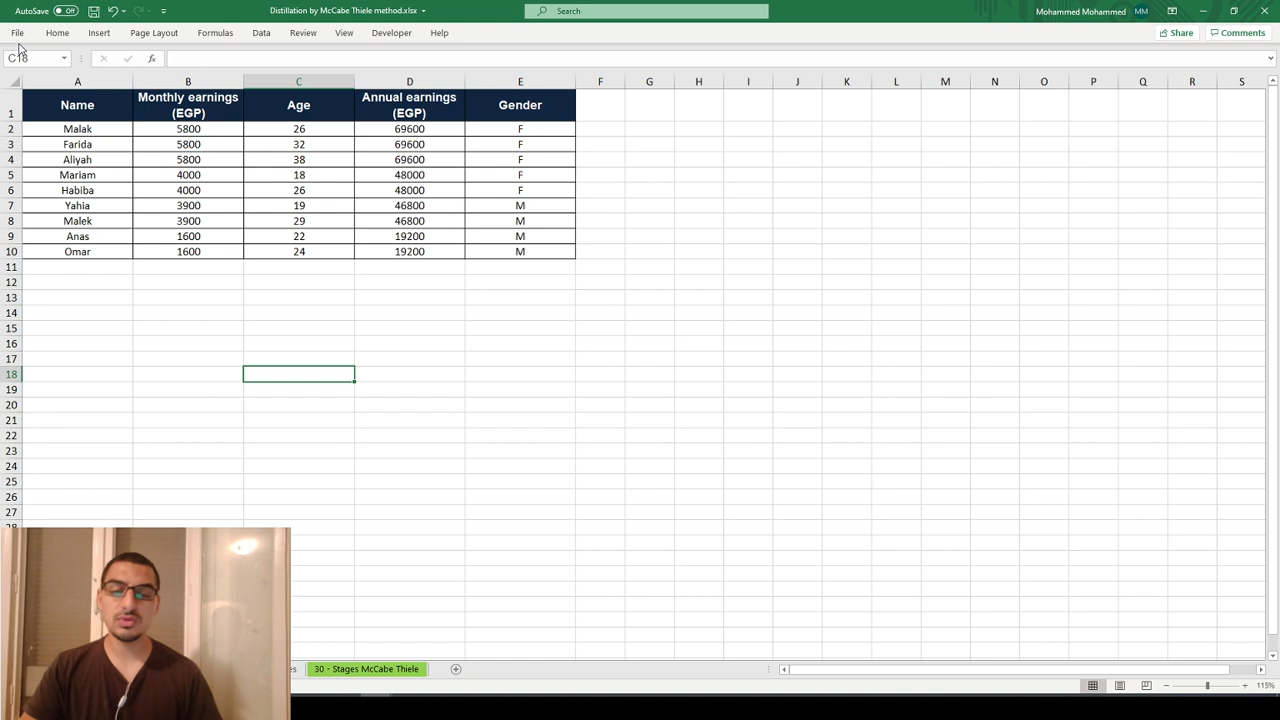 AutoSave Off Distillation by McCabe Thiele method.xlsx Search Mohammed Mohammed MM
File Home Insert Page Layout Formulas Data Review View Developer Help Share Comments
C18 fx
A B C D E F G H I J K L M N O P Q R S
1 Name Monthly earnings (EGP) Age Annual earnings (EGP) Gender
2 Malak 5800 26 69600 F
3 Farida 5800 32 69600 F
4 Aliyah 5800 38 69600 F
5 Mariam 4000 18 48000 F
6 Habiba 4000 26 48000 F
7 Yahia 3900 19 46800 M
8 Malek 3900 29 46800 M
9 Anas 1600 22 19200 M
10 Omar 1600 24 19200 M
11
12
13
14
15
16
17
18
19
20
21
22
23
24
25
26
27
28
es 30 - Stages McCabe Thiele
115%